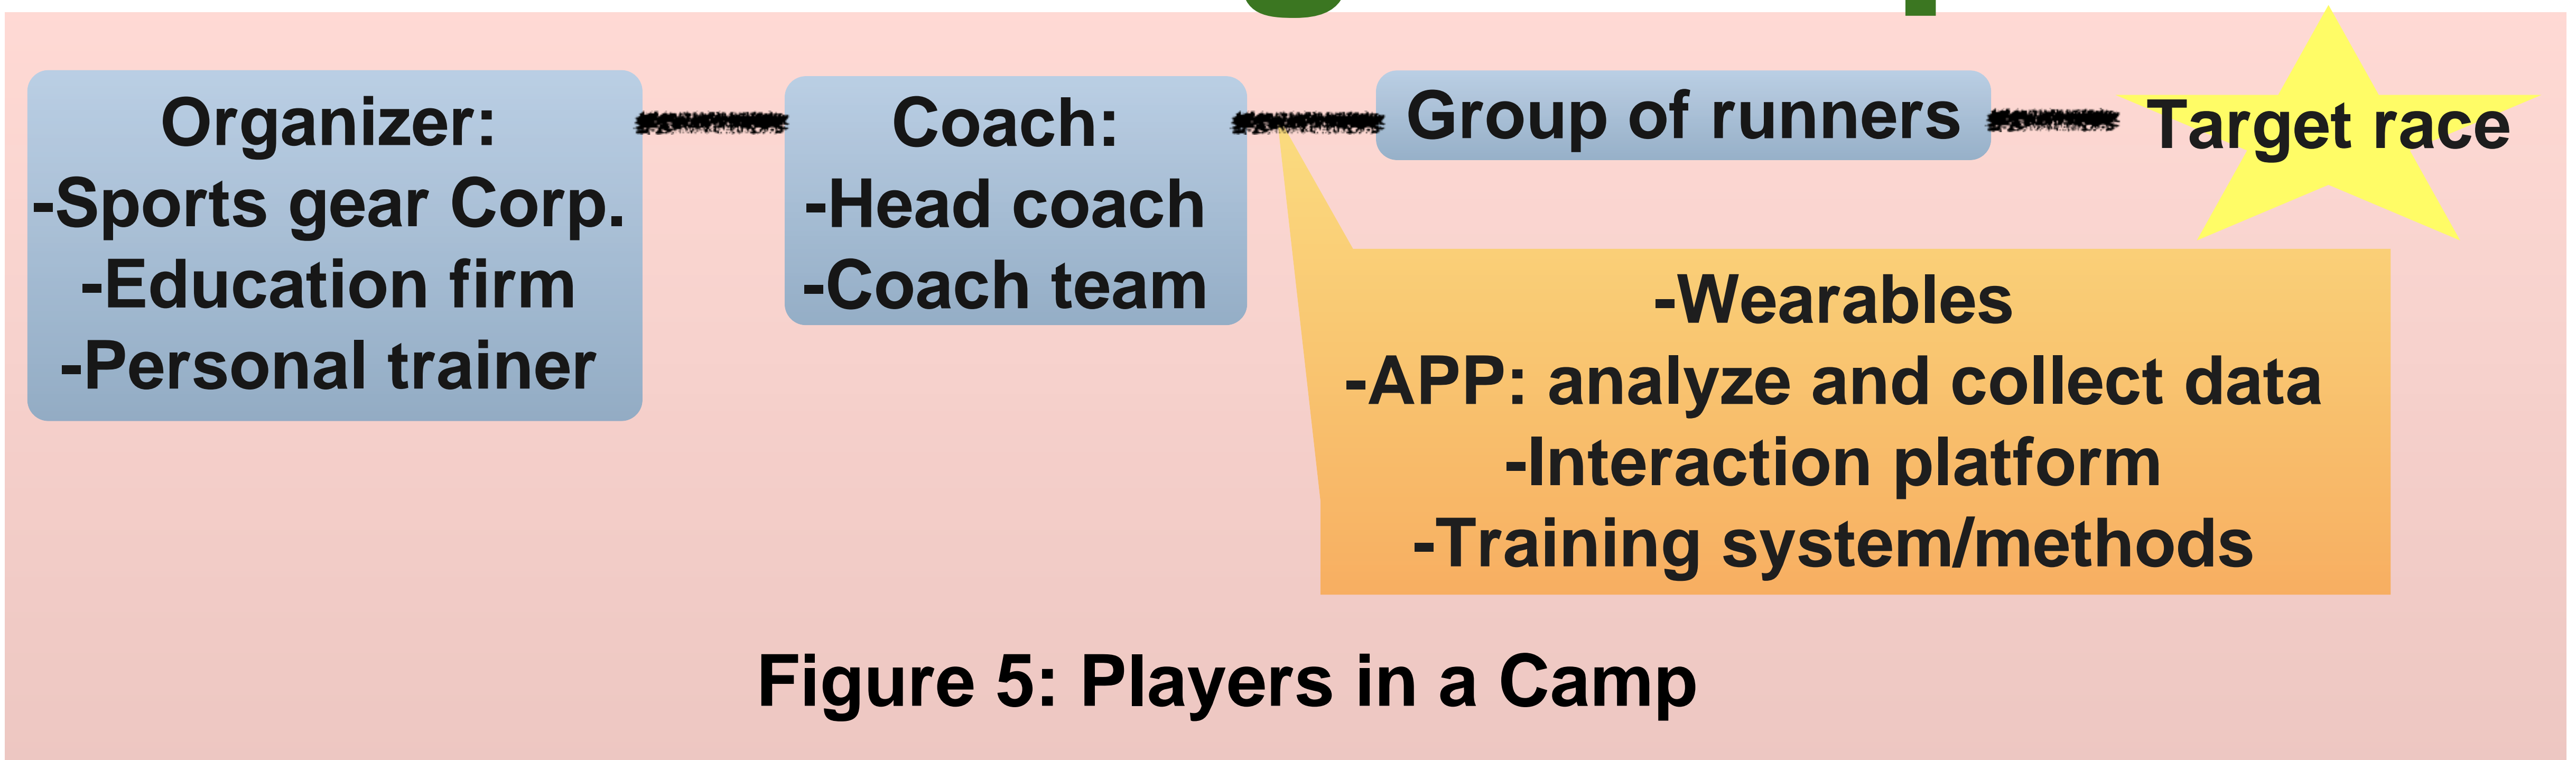 Organizer:
-Sports gear Corp.
-Education firm
-Personal trainer
Coach:
-Head coach
-Coach team
Group of runners
Target race
-Wearables
-APP: analyze and collect data
-Interaction platform
-Training system/methods
Figure 5: Players in a Camp